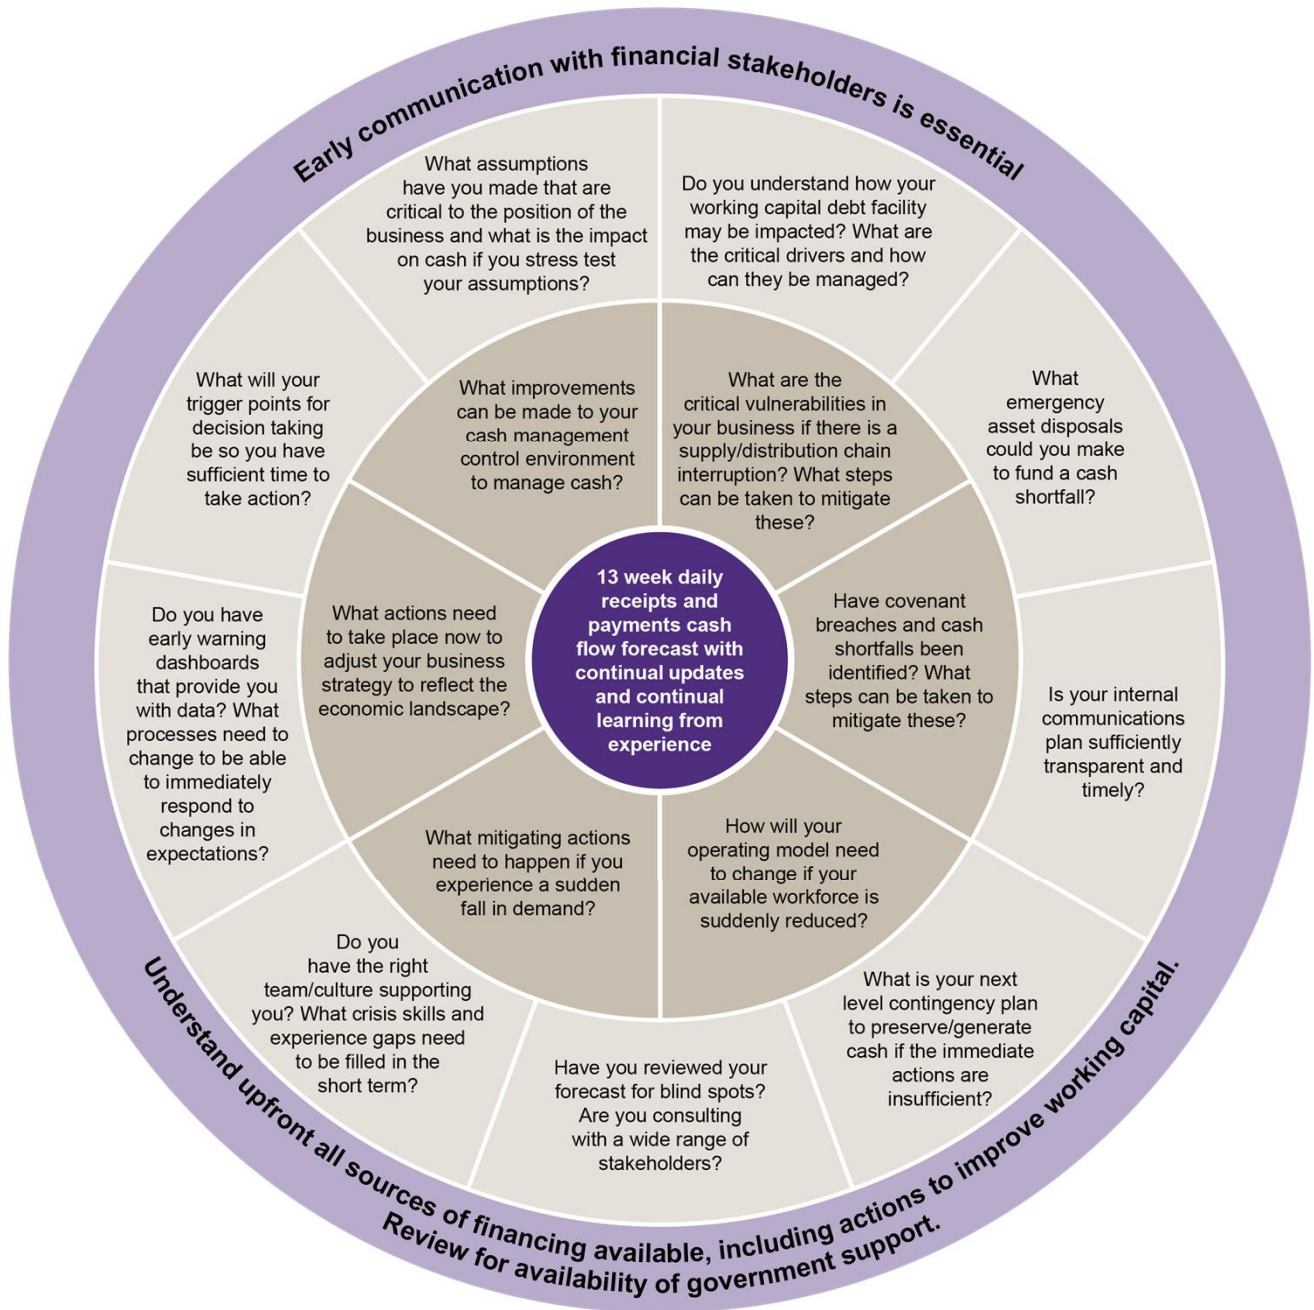 Early communication with financial stakeholders is essential
What assumptions
have you made that are
critical to the position of the
business and what is the impact
on cash if you stress test
your assumptions?
Do you understand how your
working capital debt facility
may be impacted? What are
the critical drivers and how
can they be managed?
What
emergency
asset disposals
could you make
to fund a cash
shortfall?
Is your internal
communications
plan sufficiently
transparent and
timely?
What is your next
level contingency plan
to preserve/generate
cash if the immediate
actions are
insufficient?
Have you reviewed your
forecast for blind spots?
Are you consulting
with a wide range of
stakeholders?
Do you
have the right
team/culture supporting
you? What crisis skills and
experience gaps need
to be filled in the
short term?
Do you have
early warning
dashboards
that provide you
with data? What
processes need to
change to be able
to immediately
respond to
changes in
expectations?
What will your
trigger points for
decision taking
be so you have
sufficient time to
take action?
What improvements
can be made to your
cash management
control environment
to manage cash?
What are the
critical vulnerabilities in
your business if there is a
supply/distribution chain
interruption? What steps
can be taken to mitigate
these?
Have covenant
breaches and cash
shortfalls been
identified? What
steps can be taken to
mitigate these?
How will your
operating model need
to change if your
available workforce is
suddenly reduced?
What mitigating actions
need to happen if you
experience a sudden
fall in demand?
What actions need
to take place now to
adjust your business
strategy to reflect the
economic landscape?
13 week daily
receipts and
payments cash
flow forecast with
continual updates
and continual
learning from
experience
Understand upfront all sources of financing available, including actions to improve working capital.
Review for availability of government support.